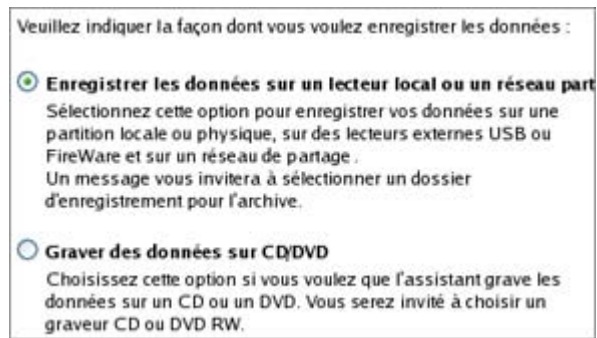 Veuillez indiquer la façon dont vous voulez enregistrer les données :
Enregistrer les données sur un lecteur local ou un réseau part
Sélectionnez cette option pour enregistrer vos données sur une
partition locale ou physique, sur des lecteurs externes USB ou
FireWare et sur un réseau de partage .
Un message vous invitera à sélectionner un dossier
d'enregistrement pour l'archive.
Graver des données sur CD/DVD
Choisissez cette option si vous voulez que l'assistant grave les
données sur un CD ou un DVD. Vous serez invité à choisir un
graveur CD ou DVD RW.